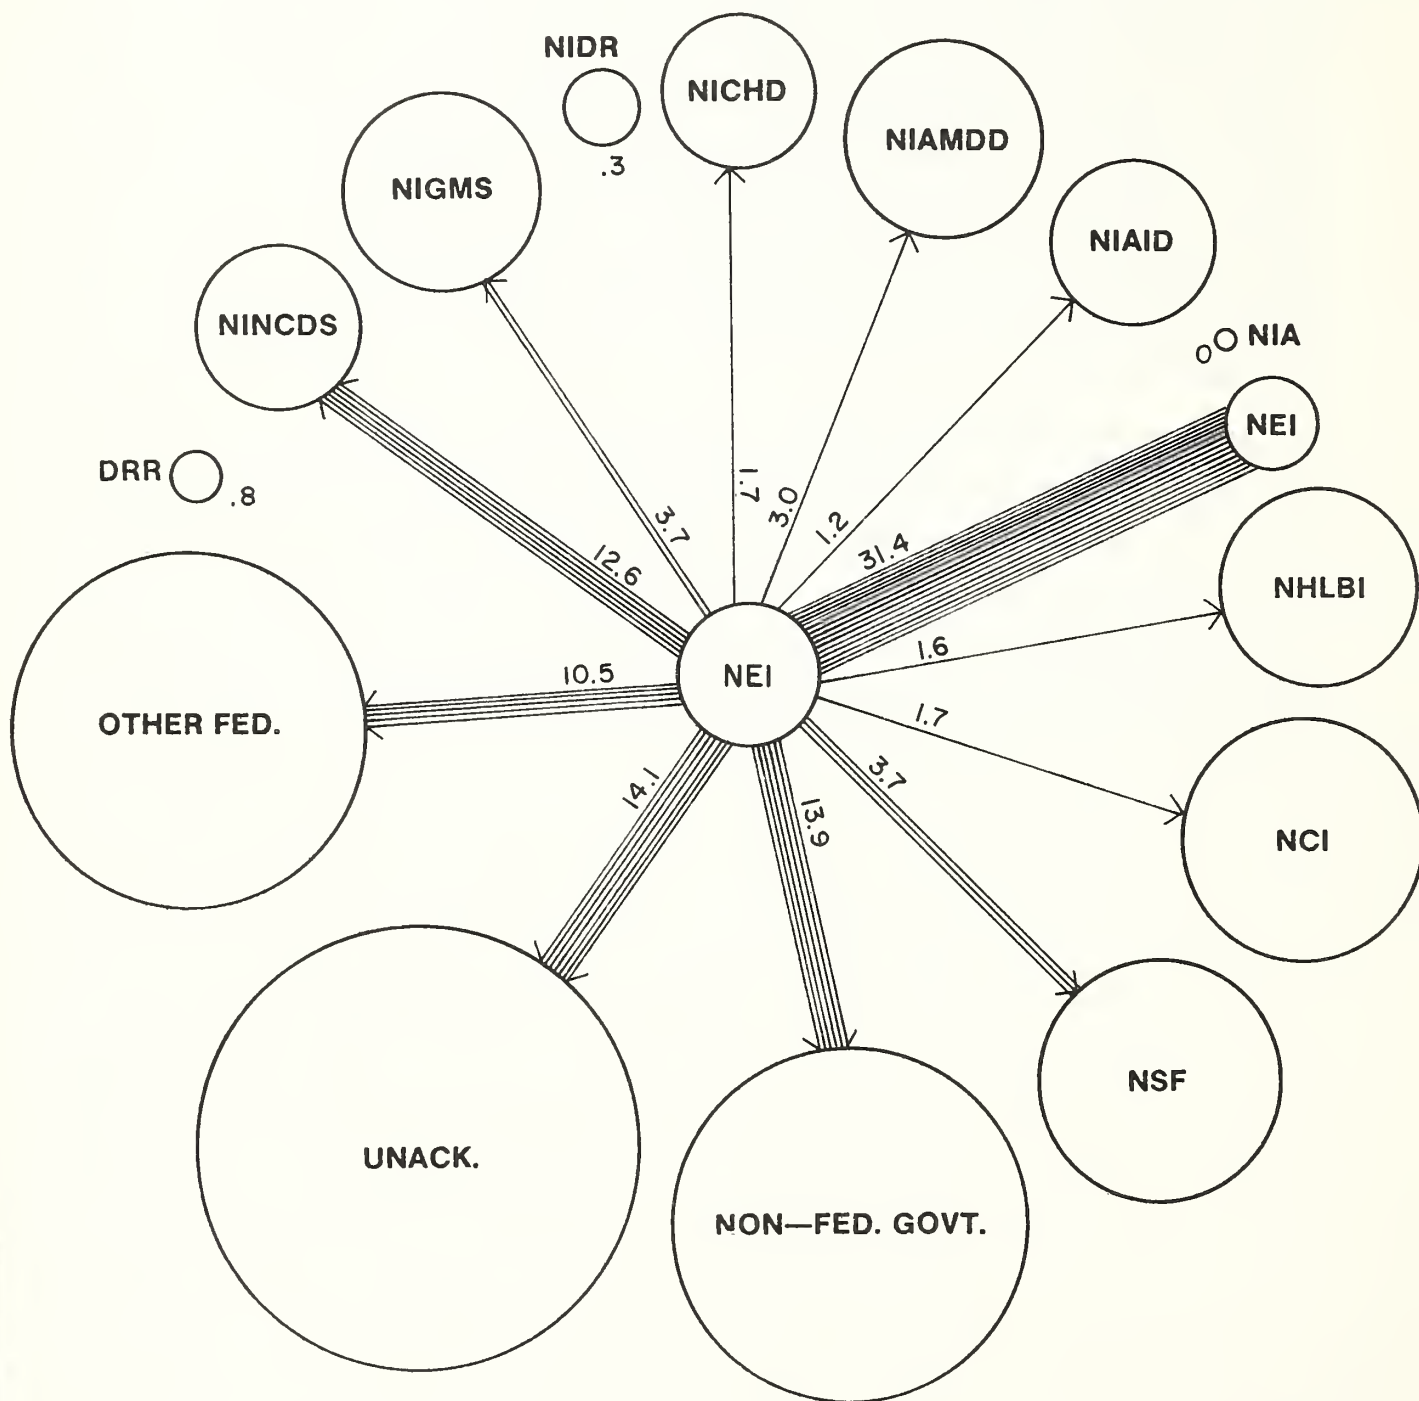 NIDR
.3
NICHD
NIAMDD
NIGMS
NIAID
NINCDS
O NIA
NEI
DRR
.8
1.7
3.0
1.2
3.7
31.4
12.6
NHLBI
1.6
10.5
NEI
1.7
OTHER FED.
14.1
13.9
3.7
NCI
NSF
UNACK.
NON—FED. GOVT.